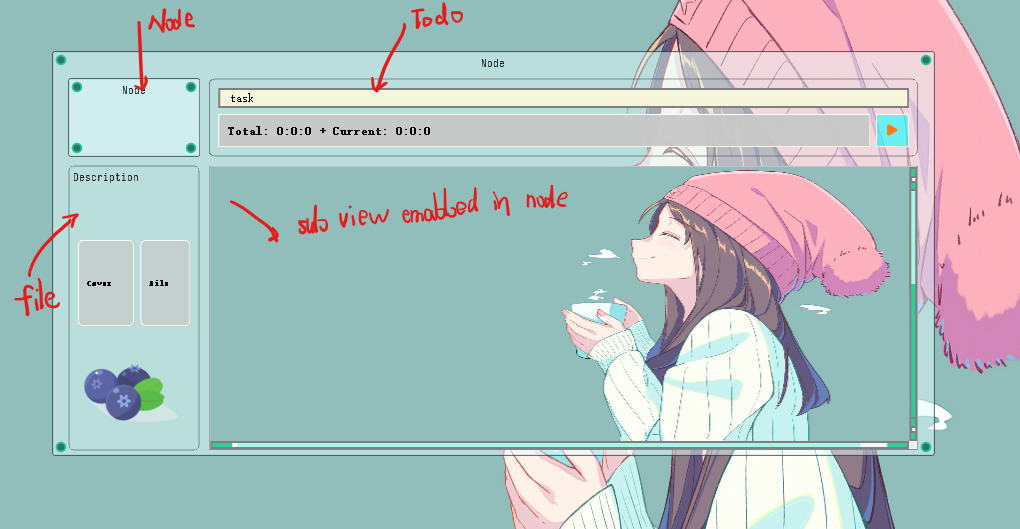 Node
Todo
Node
Node
task
Total: 0:0:0 + Current: 0:0:0
Description
sub view emabbed in node
file
Cover
File